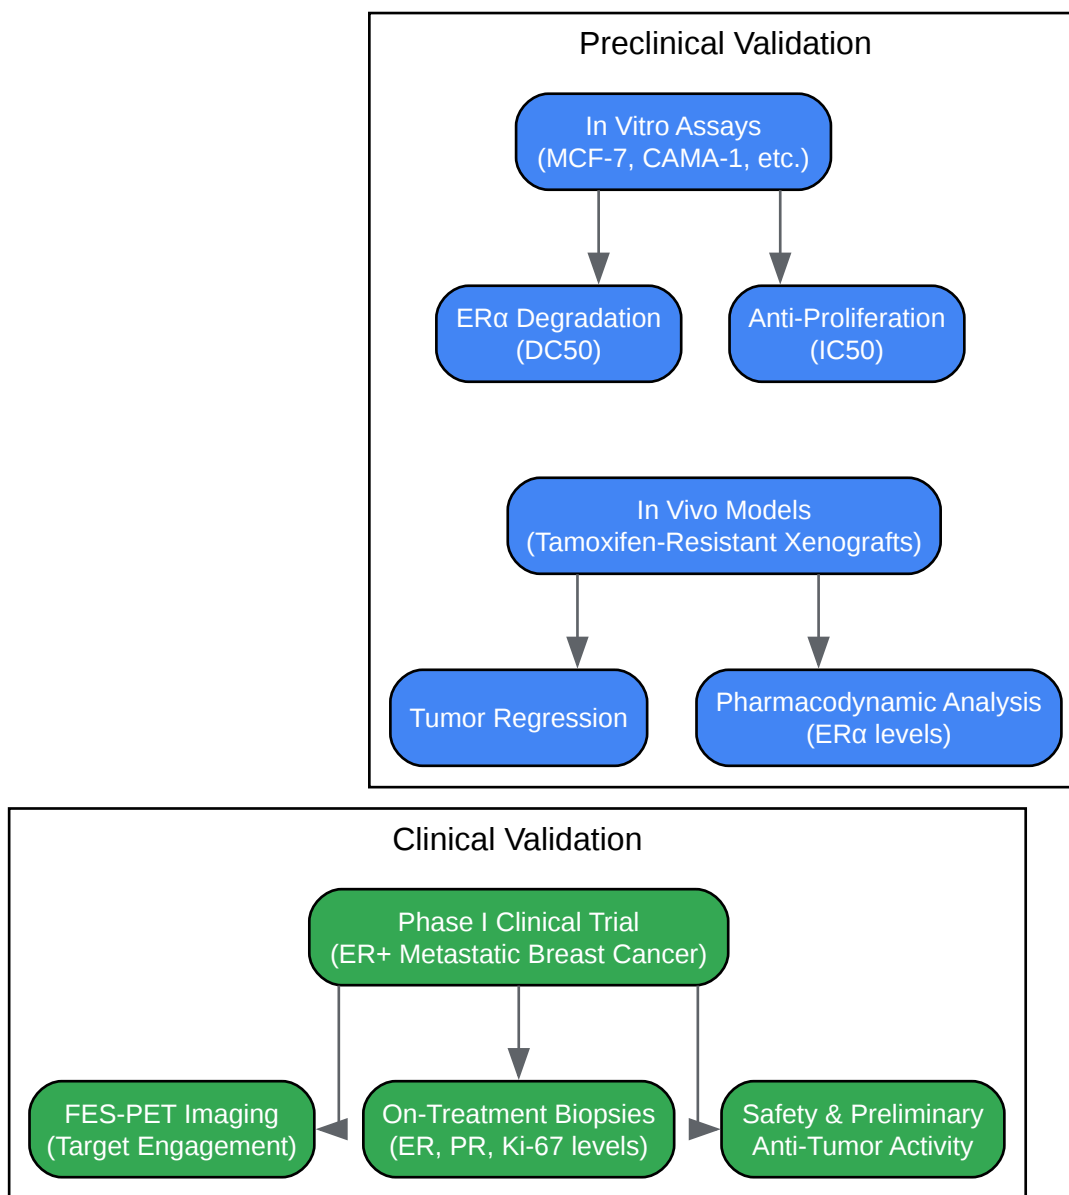 Preclinical Validation
In Vitro Assays
(MCF-7, CAMA-1, etc.)
ERα Degradation
(DC50)
Anti-Proliferation
(IC50)
In Vivo Models
(Tamoxifen-Resistant Xenografts)
Tumor Regression
Pharmacodynamic Analysis
(ERα levels)
Clinical Validation
Phase I Clinical Trial
(ER+ Metastatic Breast Cancer)
FES-PET Imaging
(Target Engagement)
On-Treatment Biopsies
(ER, PR, Ki-67 levels)
Safety & Preliminary
Anti-Tumor Activity